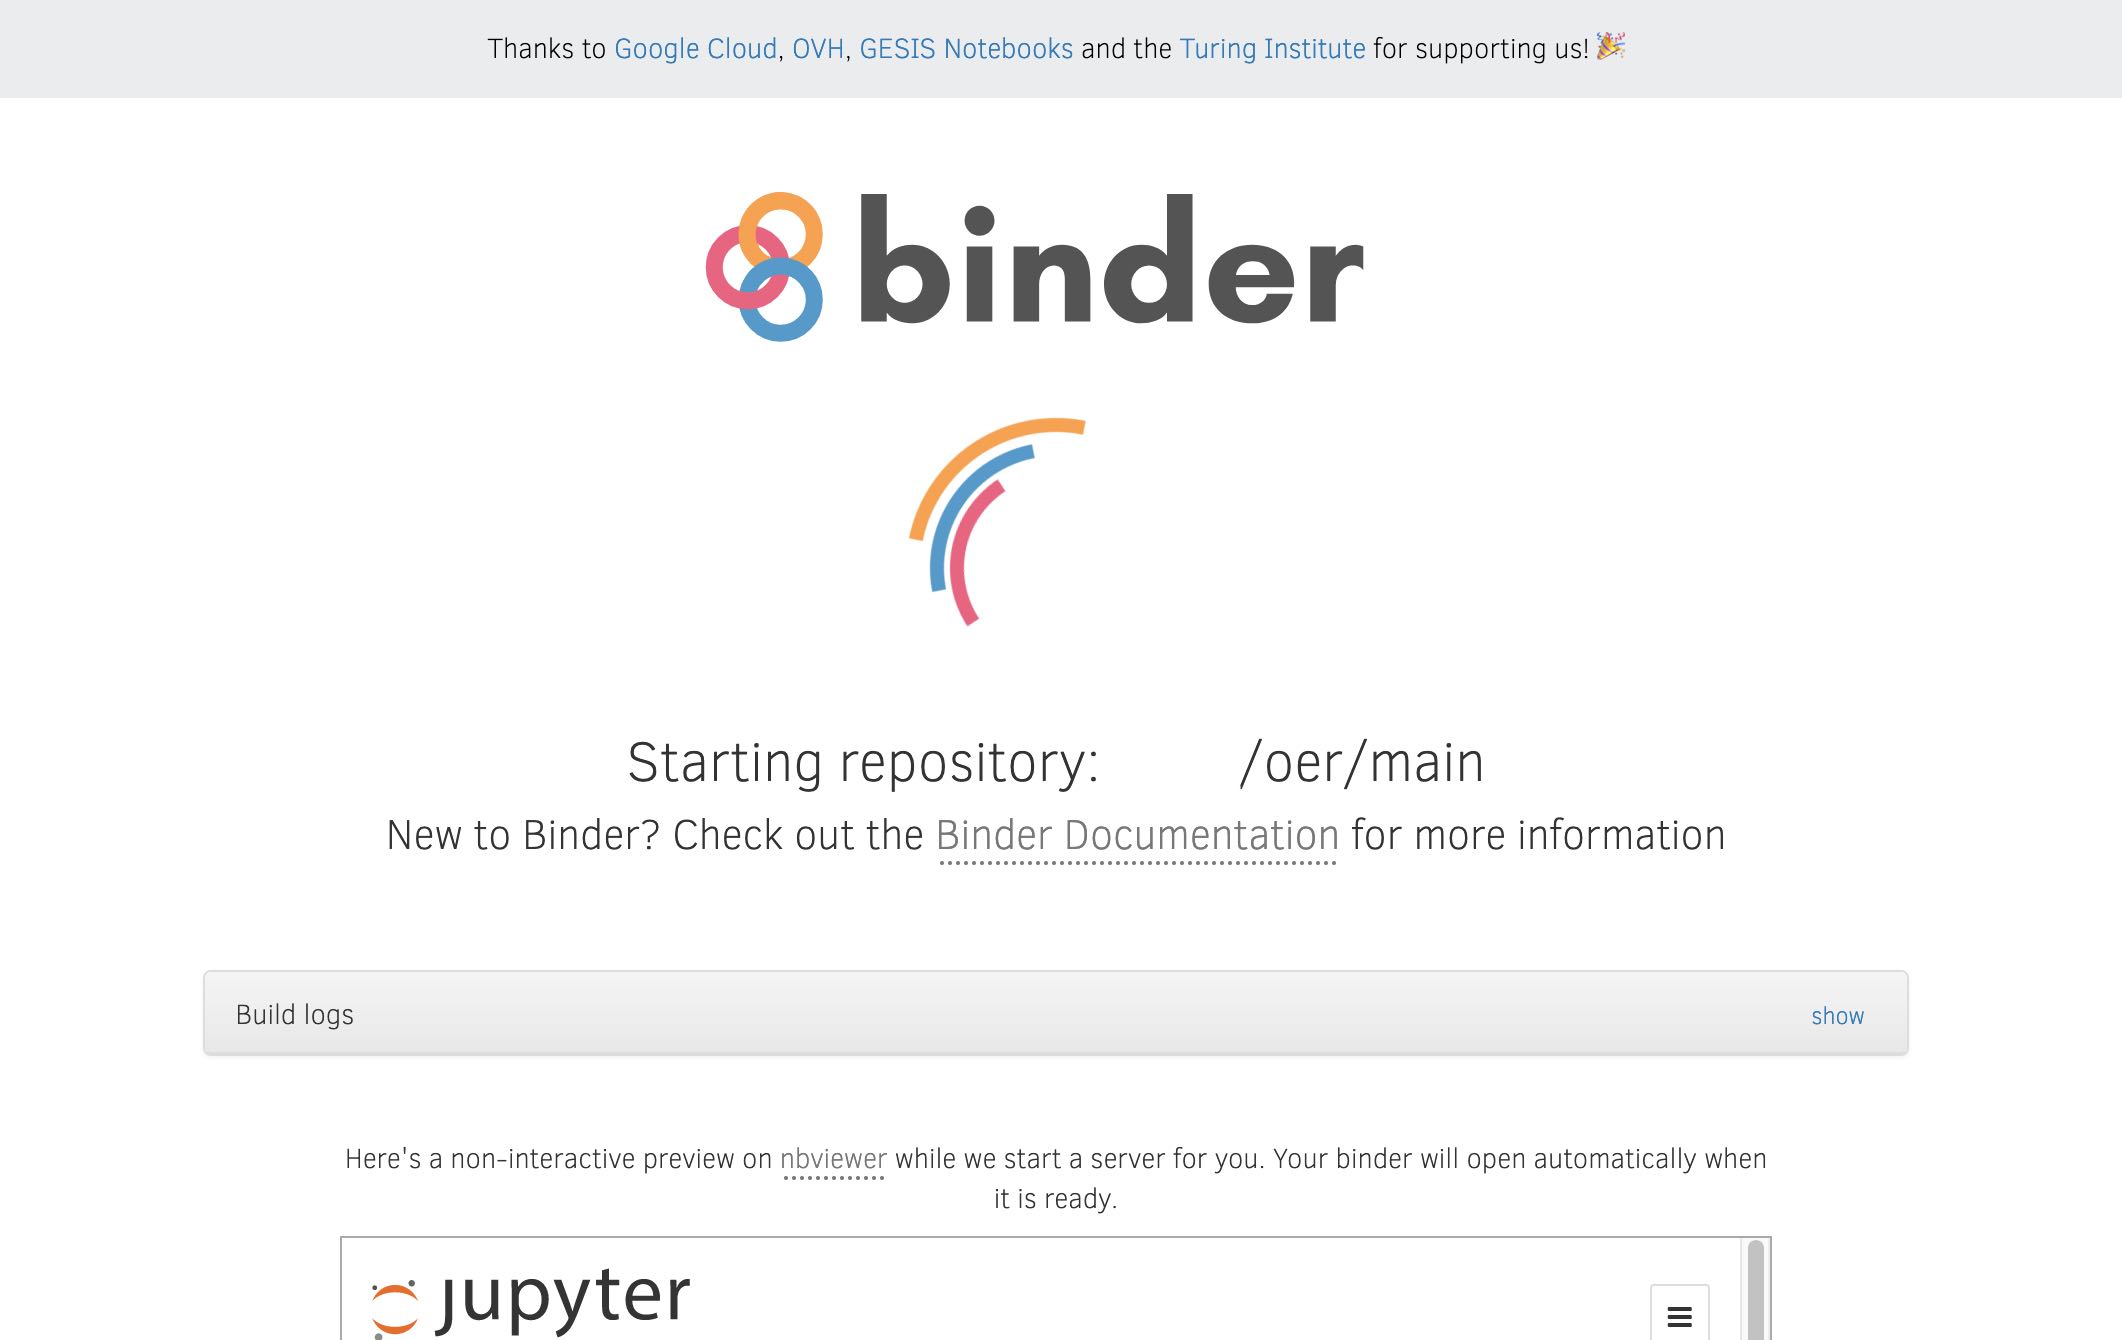 Thanks to Google Cloud, OVH, GESIS Notebooks and the Turing Institute for supporting us! 🎉
binder
Starting repository: /oer/main
New to Binder? Check out the Binder Documentation for more information
Build logs show
Here's a non-interactive preview on nbviewer while we start a server for you. Your binder will open automatically when
it is ready.
jupyter